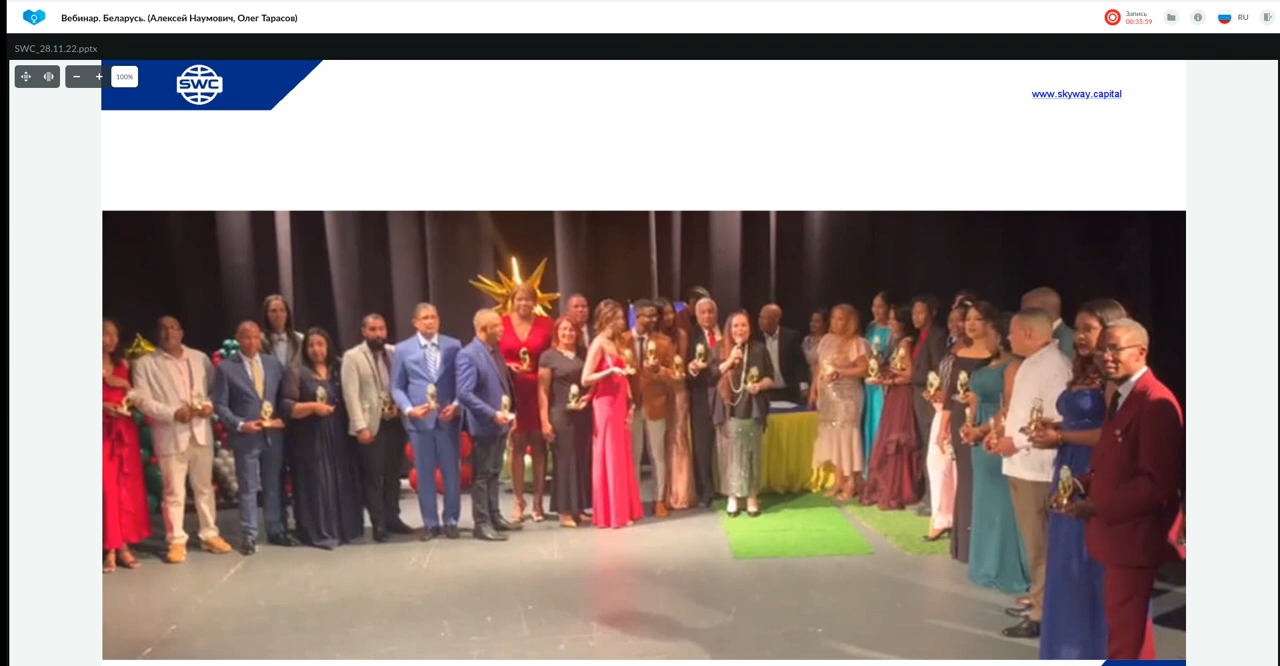 Вебинар. Беларусь. (Алексей Наумович, Олег Тарасов)
Запись
00:35:59
RU
SWC_28.11.22.pptx
100%
SWC
www.skyway.capital